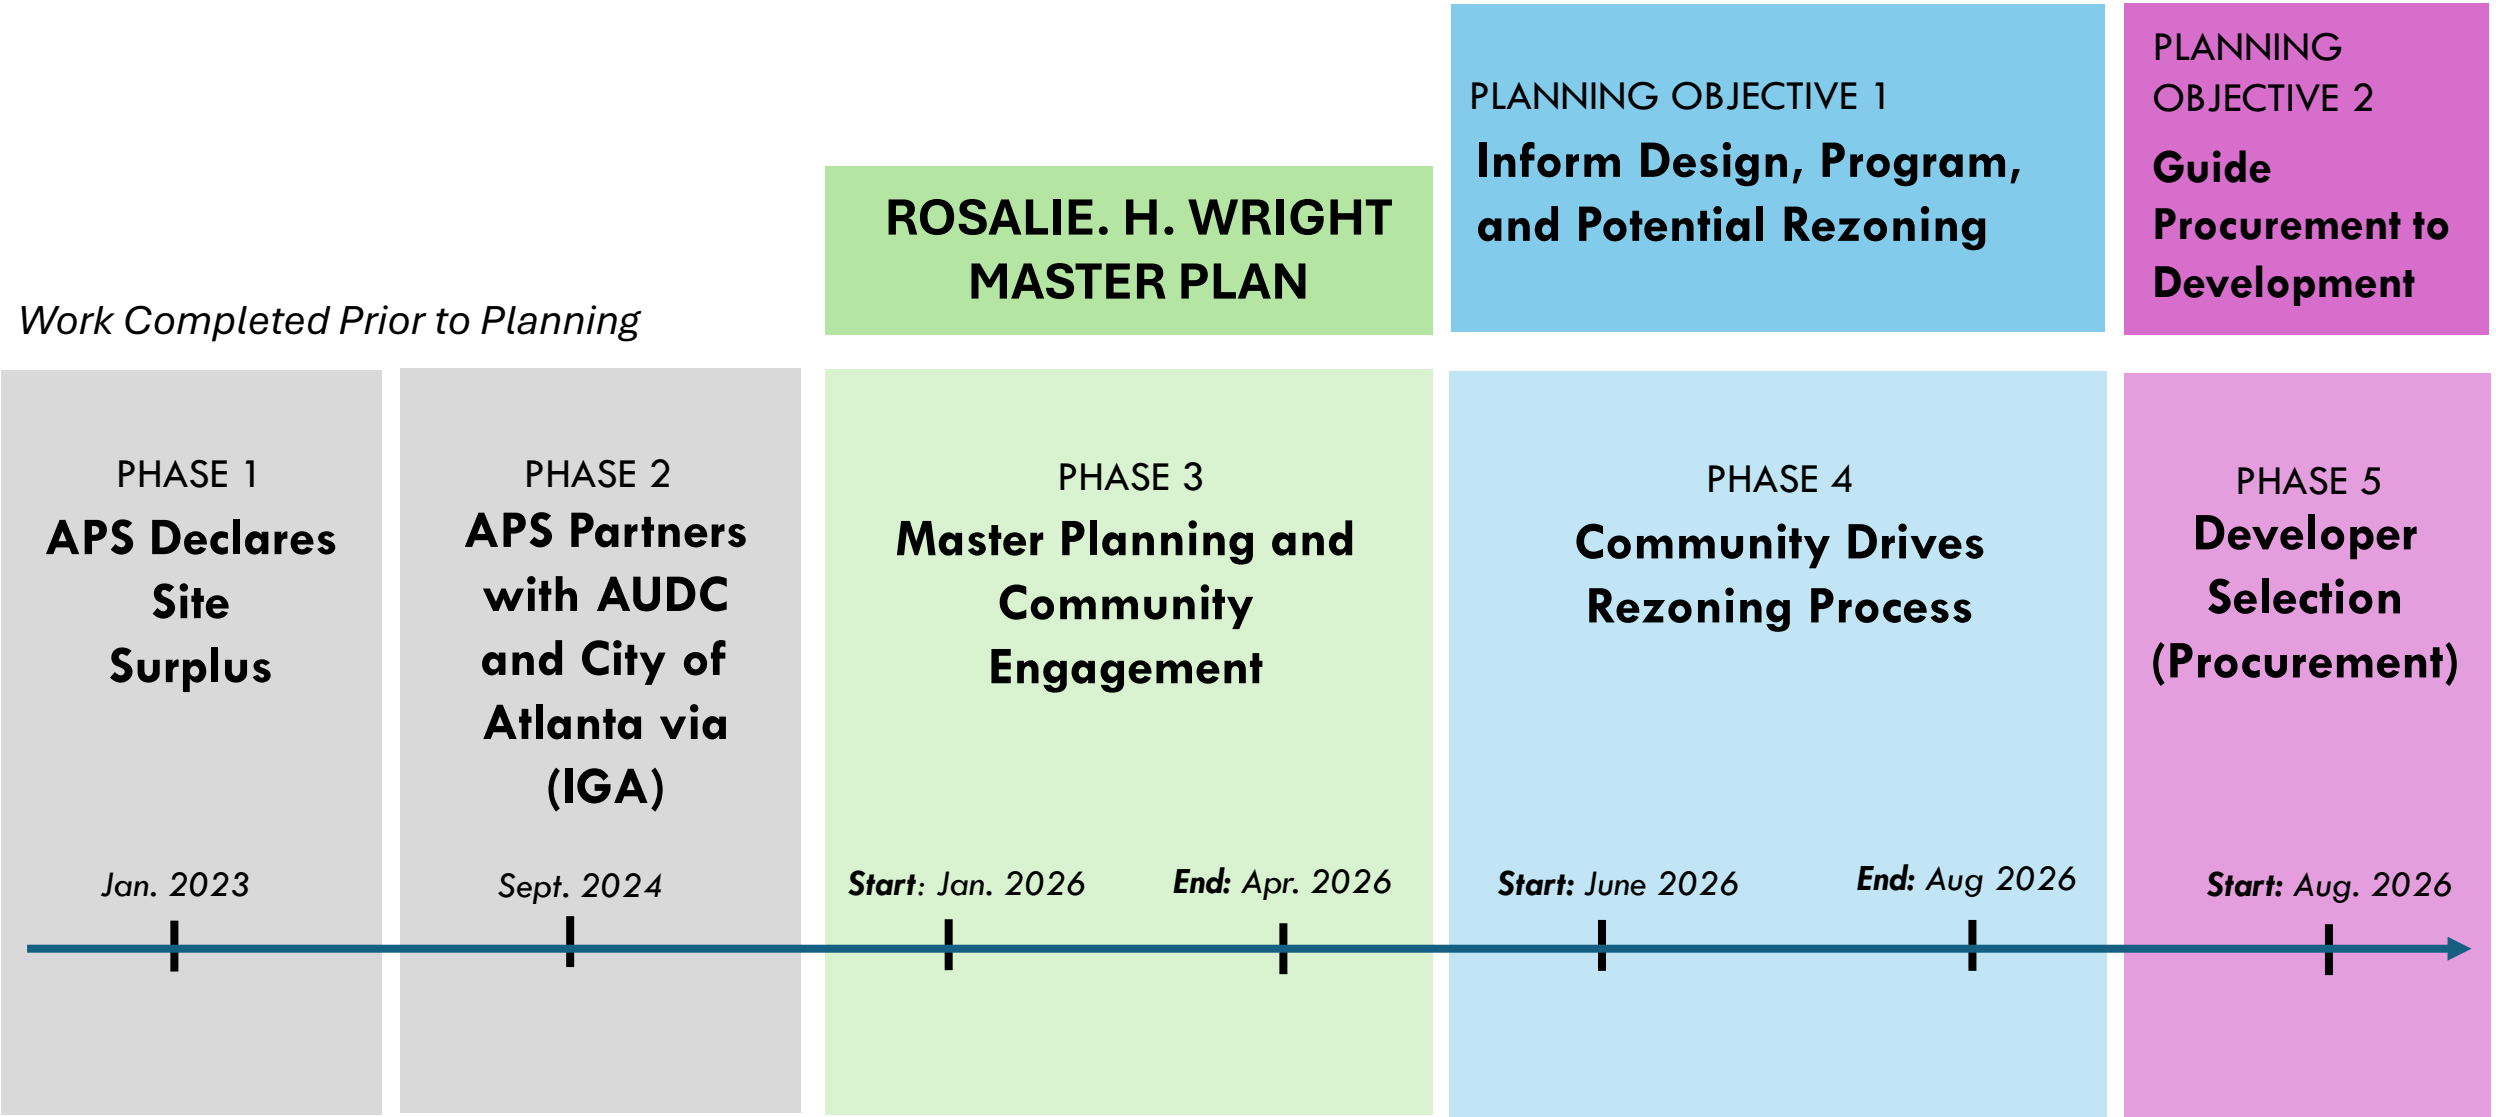 Work Completed Prior to Planning
ROSALIE. H. WRIGHT
MASTER PLAN
PLANNING OBJECTIVE 1
Inform Design, Program,
and Potential Rezoning
PLANNING
OBJECTIVE 2
Guide
Procurement to
Development
PHASE 1
APS Declares
Site
Surplus
Jan. 2023
PHASE 2
APS Partners
with AUDC
and City of
Atlanta via
(IGA)
Sept. 2024
PHASE 3
Master Planning and
Community
Engagement
Start: Jan. 2026
End: Apr. 2026
PHASE 4
Community Drives
Rezoning Process
Start: June 2026
End: Aug 2026
PHASE 5
Developer
Selection
(Procurement)
Start: Aug. 2026